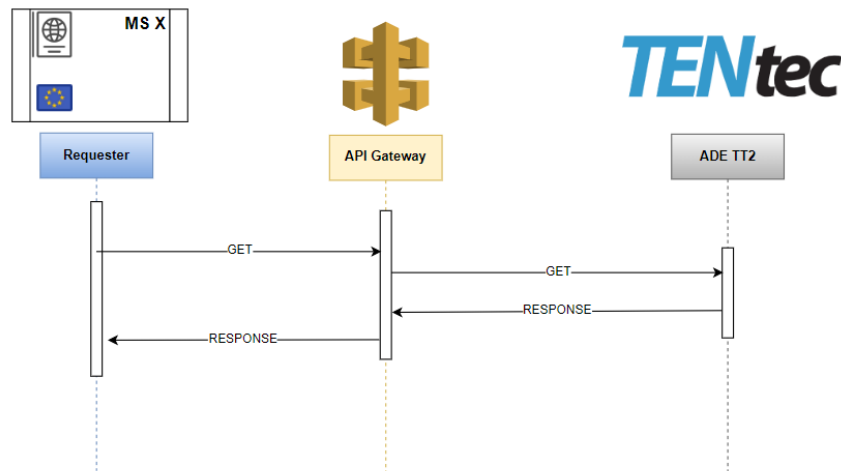 MS X
TENtec
Requester
API Gateway
ADE TT2
GET
GET
RESPONSE
RESPONSE